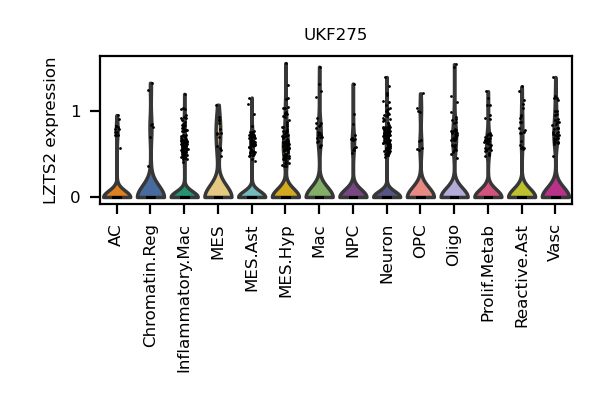 UKF275
LZTS2 expression
1
0
AC
Chromatin.Reg
Inflammatory.Mac
MES
MES.Ast
MES.Hyp
Mac
NPC
Neuron
OPC
Oligo
Prolif.Metab
Reactive.Ast
Vasc